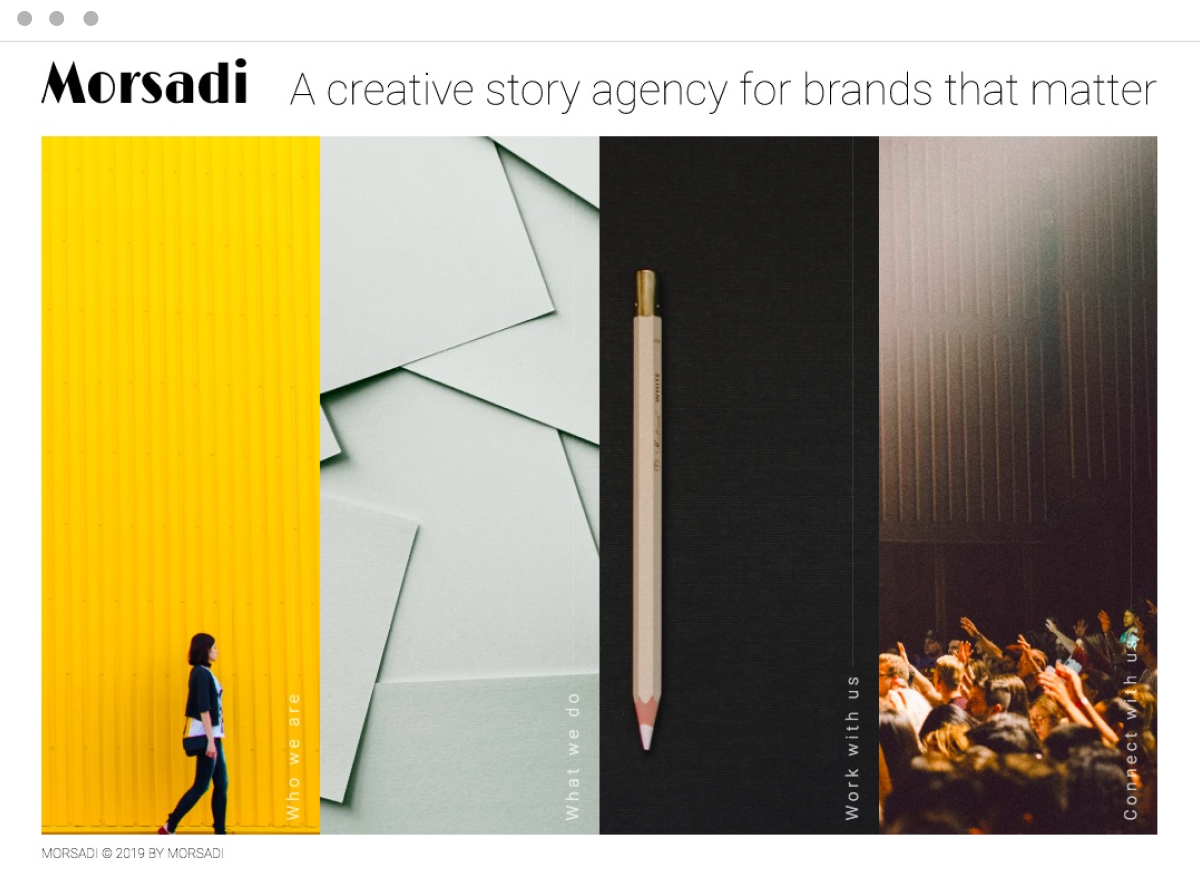 Morsadi
A creative story agency for brands that matter
WHITE
Who we are
What we do
Work with us
Connect with us
MORSADI © 2019 BY MORSADI